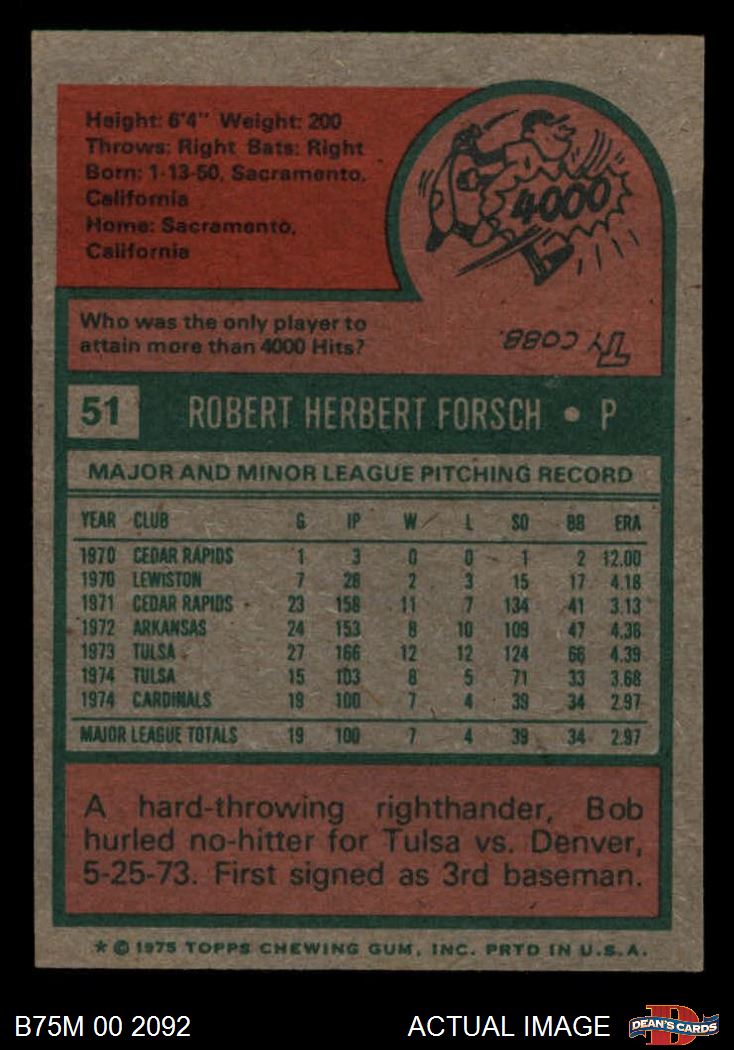 Height: 6'4" Weight: 200
Throws: Right Bats: Right
Born: 1-13-50, Sacramento,
California
Home: Sacramento,
California
4000
Who was the only player to
attain more than 4000 Hits?
TY COBB.
51 ROBERT HERBERT FORSCH • P
MAJOR AND MINOR LEAGUE PITCHING RECORD
YEAR CLUB G IP W L SO BB ERA
1970 CEDAR RAPIDS 1 3 0 0 1 2 12.00
1970 LEWISTON 7 28 2 3 15 17 4.18
1971 CEDAR RAPIDS 23 158 11 7 134 41 3.13
1972 ARKANSAS 24 153 8 10 109 47 4.38
1973 TULSA 27 166 12 12 124 66 4.39
1974 TULSA 15 103 8 5 71 33 3.68
1974 CARDINALS 19 100 7 4 39 34 2.97
MAJOR LEAGUE TOTALS 19 100 7 4 39 34 2.97
A hard-throwing righthander, Bob
hurled no-hitter for Tulsa vs. Denver,
5-25-73. First signed as 3rd baseman.
★ © 1975 TOPPS CHEWING GUM, INC. PRTD IN U.S.A.
B75M 00 2092 ACTUAL IMAGE DEAN'S CARDS